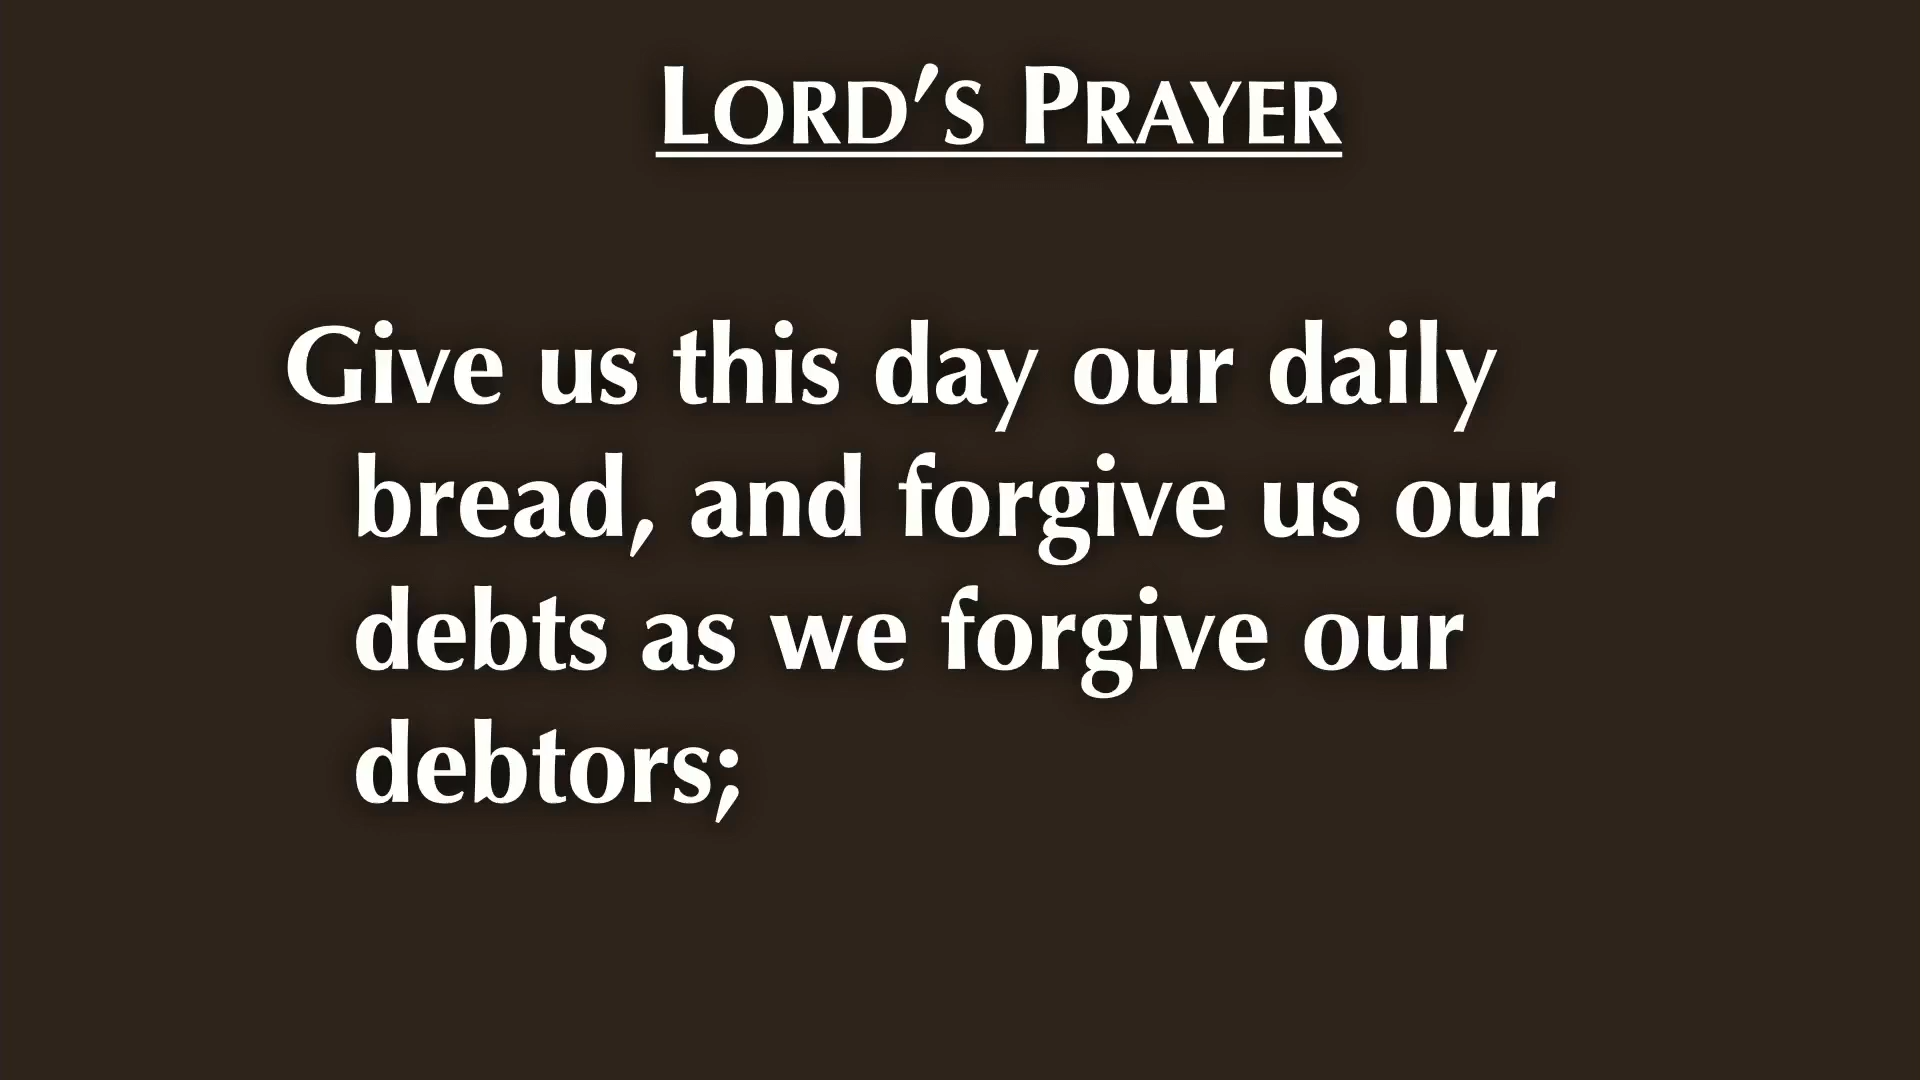 LORD’S PRAYER
Give us this day our daily
bread, and forgive us our
debts as we forgive our
debtors;